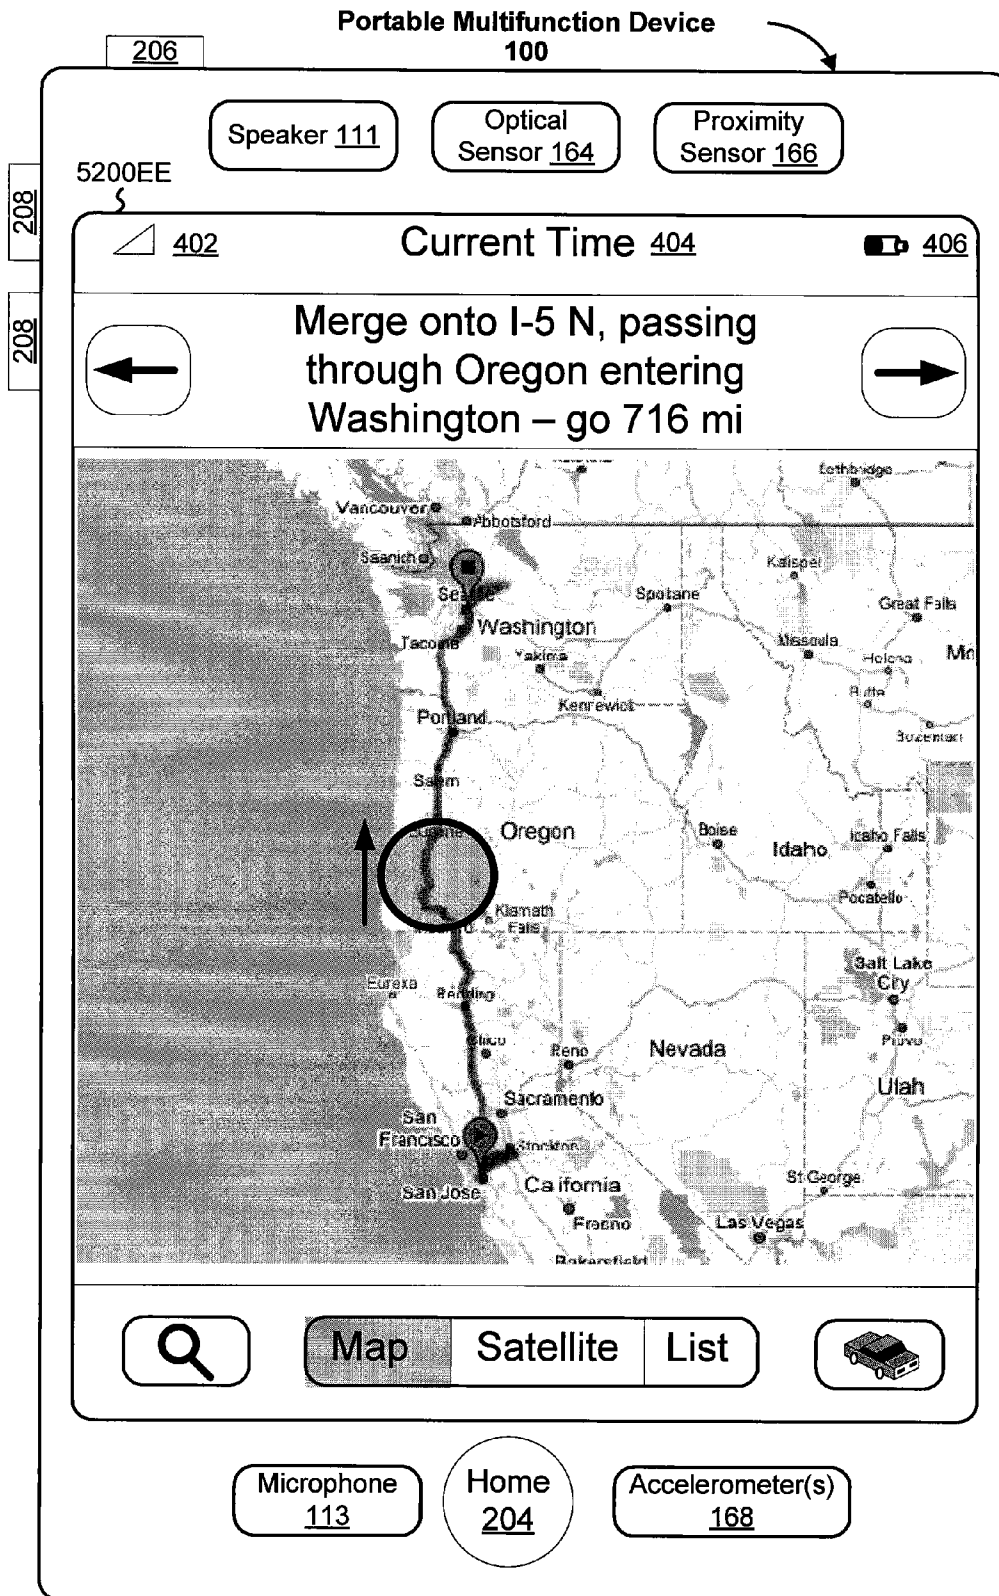 Portable Multifunction Device
100
206
Speaker 111
Optical
Sensor 164
Proximity
Sensor 166
208
208
5200EE
402
Current Time 404
406
Merge onto I-5 N, passing
through Oregon entering
Washington – go 716 mi
Lethbridge
Vancouver
Abbotsford
Saanich
Kalispel
Spokane
Great Falls
Washington
Tacoma
Missoula
Yakima
Helena
Butte
Kennewick
Portland
Bozeman
Salem
Eugene
Oregon
Boise
Idaho
Idaho Falls
Pocatello
Klamath
Falls
Salt Lake
City
Eureka
Redding
Chico
Reno
Nevada
Provo
Utah
Sacramento
San
Francisco
Stockton
San Jose
California
St George
Fresno
Las Vegas
Bakersfield
Map
Satellite
List
Microphone
113
Home
204
Accelerometer(s)
168